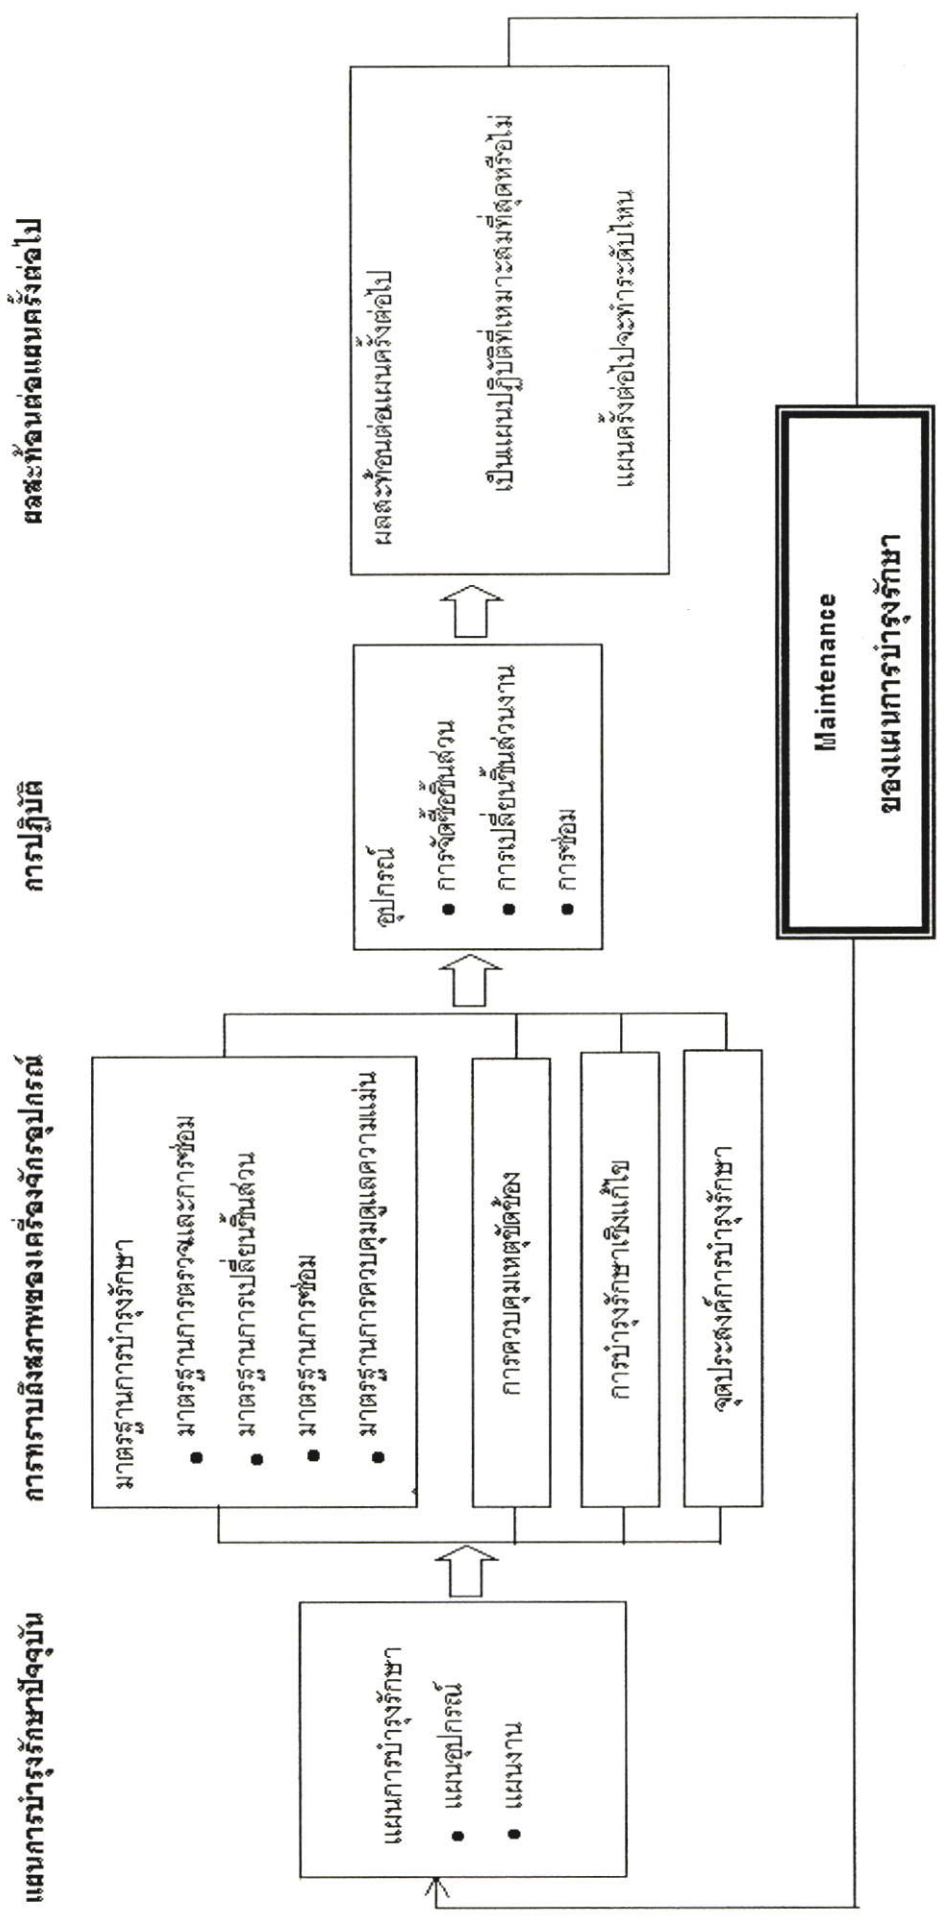 แผนการบำรุงรักษาปัจจุบัน
การทราบถึงสภาพของเครื่องจักรอุปกรณ์
การปฏิบัติ
ผลสะท้อนต่อแผนครั้งต่อไป
แผนการบำรุงรักษา
● แผนอุปกรณ์
● แผนงาน
มาตรฐานการบำรุงรักษา
● มาตรฐานการตรวจและการซ่อม
● มาตรฐานการเปลี่ยนชิ้นส่วน
● มาตรฐานการซ่อม
● มาตรฐานการควบคุมดูแลความแม่น
การควบคุมเหตุขัดข้อง
การบำรุงรักษาเชิงแก้ไข
จุดประสงค์การบำรุงรักษา
อุปกรณ์
● การจัดซื้อชิ้นส่วน
● การเปลี่ยนชิ้นส่วนงาน
● การซ่อม
ผลสะท้อนต่อแผนครั้งต่อไป
เป็นแผนปฏิบัติที่เหมาะสมที่สุดหรือไม่
แผนครั้งต่อไปจะทำระดับไหน
Maintenance
ของแผนการบำรุงรักษา